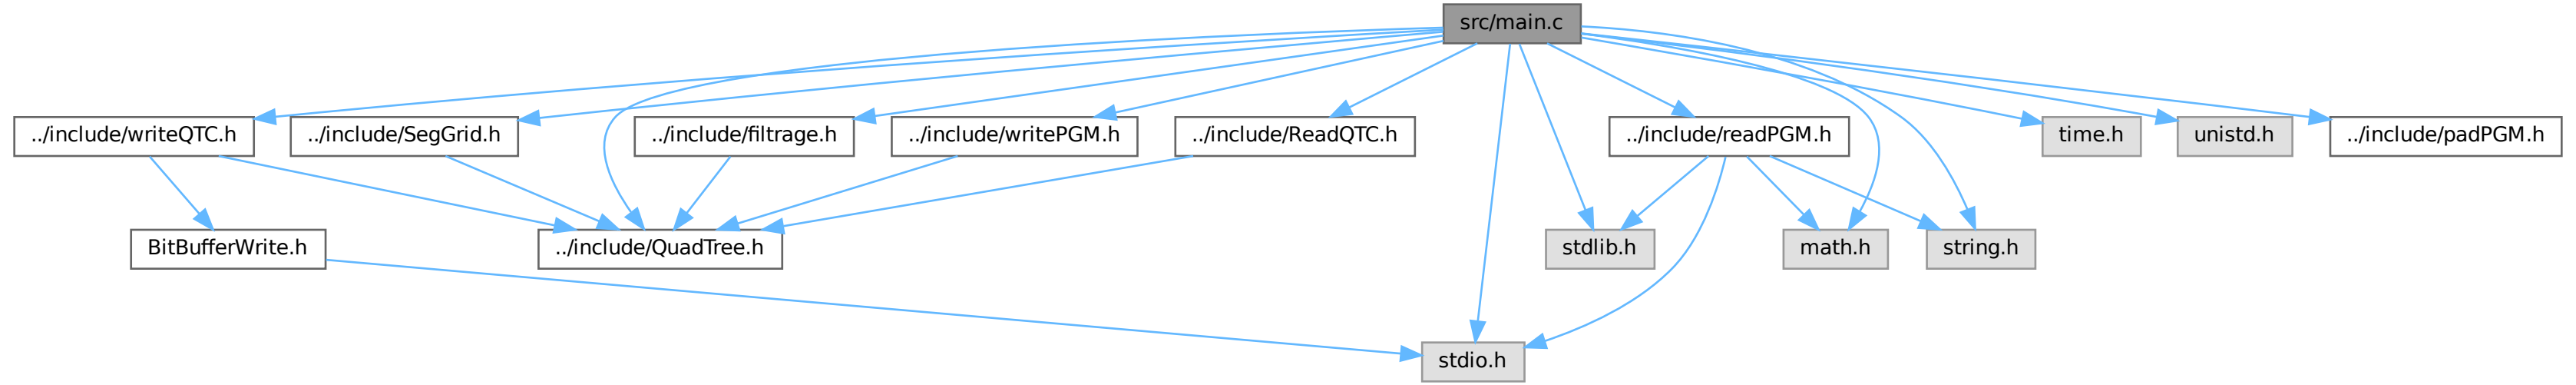 src/main.c
../include/writeQTC.h
../include/SegGrid.h
../include/filtrage.h
../include/writePGM.h
../include/ReadQTC.h
../include/readPGM.h
time.h
unistd.h
../include/padPGM.h
BitBufferWrite.h
../include/QuadTree.h
stdlib.h
math.h
string.h
stdio.h